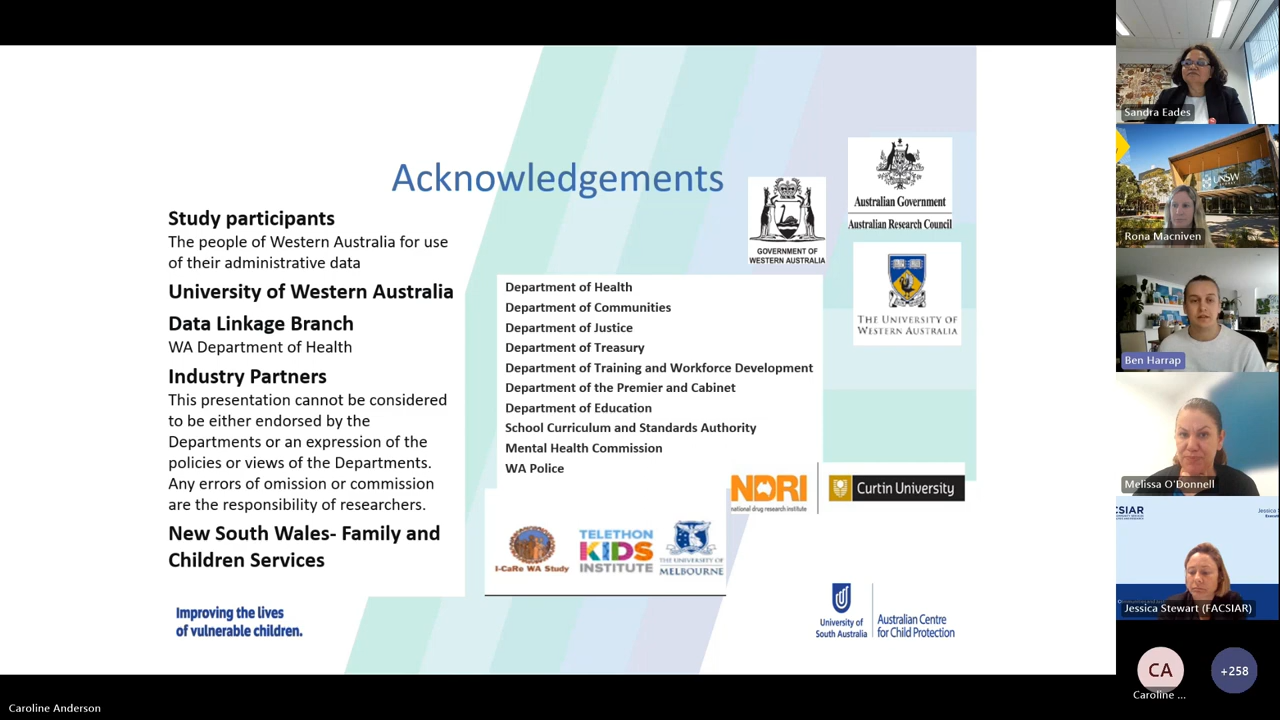 Acknowledgements
Study participants
The people of Western Australia for use
of their administrative data
University of Western Australia
Data Linkage Branch
WA Department of Health
Industry Partners
This presentation cannot be considered
to be either endorsed by the
Departments or an expression of the
policies or views of the Departments.
Any errors of omission or commission
are the responsibility of researchers.
New South Wales- Family and
Children Services
Improving the lives
of vulnerable children.
GOVERNMENT OF
WESTERN AUSTRALIA
Australian Government
Australian Research Council
THE UNIVERSITY OF
WESTERN AUSTRALIA
Department of Health
Department of Communities
Department of Justice
Department of Treasury
Department of Training and Workforce Development
Department of the Premier and Cabinet
Department of Education
School Curriculum and Standards Authority
Mental Health Commission
WA Police
NDRI
national drug research institute
Curtin University
I-CaRe WA Study
TELETHON
KIDS
INSTITUTE
THE UNIVERSITY OF
MELBOURNE
University of
South Australia
Australian Centre
for Child Protection
Sandra Eades
UNSW
Rona Macniven
Ben Harrap
Melissa O'Donnell
CSIAR
Jessica
Jessica Stewart (FACSIAR)
CA
Caroline ...
+258
Caroline Anderson